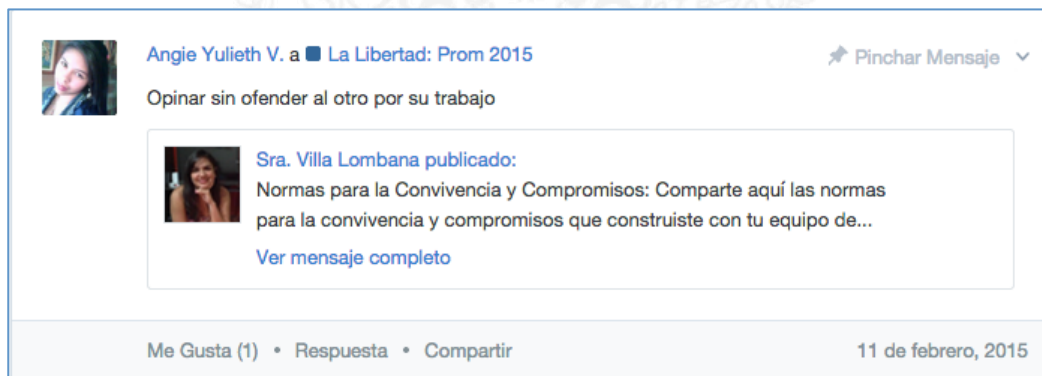 Angie Yulieth V. a La Libertad: Prom 2015
Pinchar Mensaje
Opinar sin ofender al otro por su trabajo
Sra. Villa Lombana publicado:
Normas para la Convivencia y Compromisos: Comparte aquí las normas
para la convivencia y compromisos que construiste con tu equipo de...
Ver mensaje completo
Me Gusta (1) • Respuesta • Compartir
11 de febrero, 2015